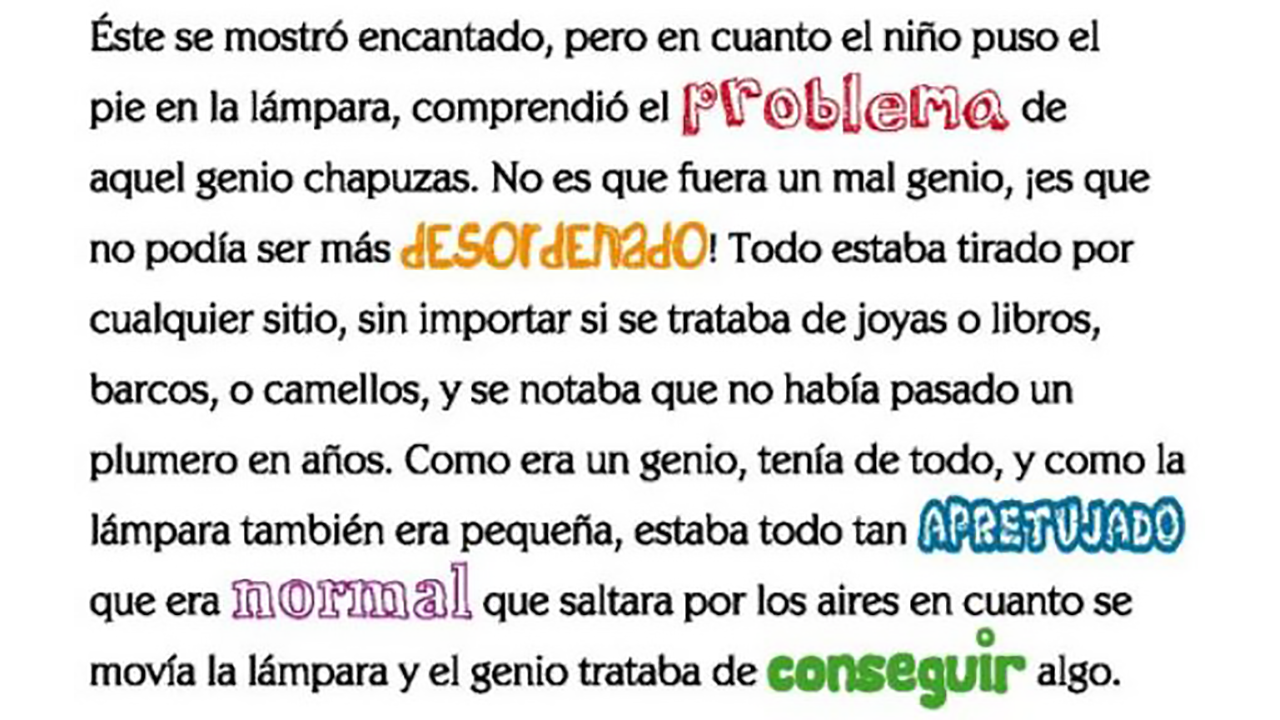 Éste se mostró encantado, pero en cuanto el niño puso el
pie en la lámpara, comprendió el problema de
aquel genio chapuzas. No es que fuera un mal genio, ¡es que
no podía ser más desordenado! Todo estaba tirado por
cualquier sitio, sin importar si se trataba de joyas o libros,
barcos, o camellos, y se notaba que no había pasado un
plumero en años. Como era un genio, tenía de todo, y como la
lámpara también era pequeña, estaba todo tan APRETUJADO
que era normal que saltara por los aires en cuanto se
movía la lámpara y el genio trataba de conseguir algo.